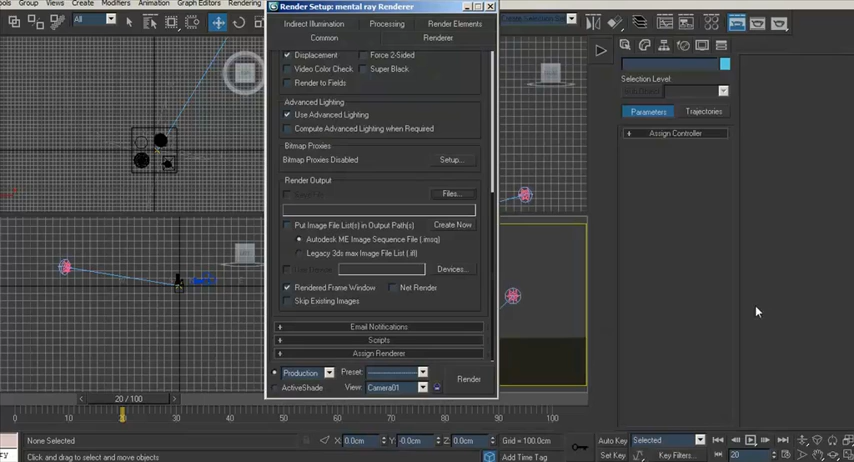 Group Views Create Modifiers Animation Graph Editors Rend
All
Render Setup: mental ray Renderer
Indirect Illumination Processing Render Elements
Common Renderer
Displacement Force 2-Sided
Video Color Check Super Black
Render to Fields
Advanced Lighting
Use Advanced Lighting
Compute Advanced Lighting when Required
Bitmap Proxies
Bitmap Proxies Disabled Setup...
Render Output
Save File Files...
Put Image File List(s) in Output Path(s) Create Now
Autodesk ME Image Sequence File (.imsq)
Legacy 3ds max Image File List (.ifl)
Devices...
Rendered Frame Window Net Render
Skip Existing Images
Email Notifications
Scripts
Assign Renderer
Production Preset:
ActiveShade View: Camera01
Render
Selection Level:
Parameters Trajectories
Assign Controller
20 / 100
0 10 20 30 40 50 60 70 80 90 100
None Selected 0.0cm -0.0cm 0.0cm Grid = 100.0cm
Click and drag to select and move objects Add Time Tag
Auto Key Selected
Set Key Key Filters... 20